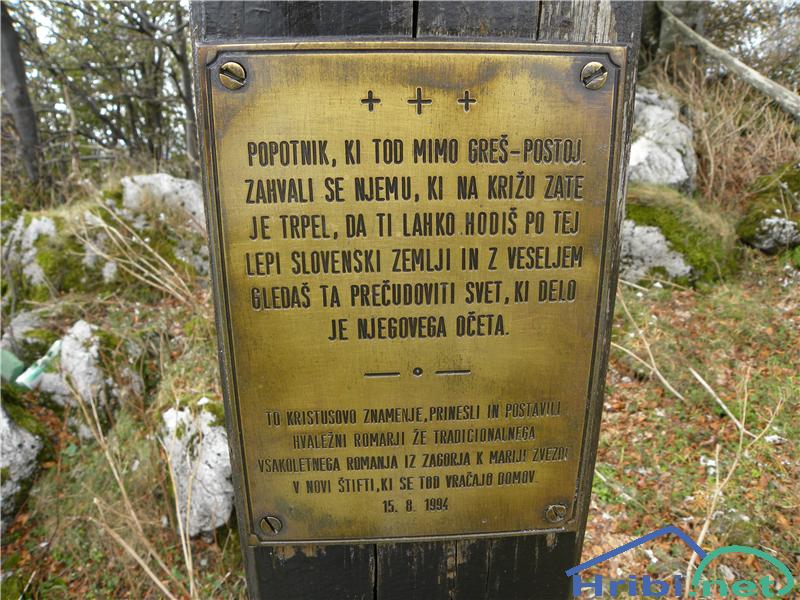 + + +
POPOTNIK, KI TOD MIMO GREŠ-POSTOJ.
ZAHVALI SE NJEMU, KI NA KRIŽU ZATE
JE TRPEL, DA TI LAHKO HODIŠ PO TEJ
LEPI SLOVENSKI ZEMLJI IN Z VESELJEM
GLEDAŠ TA PREČUDOVITI SVET, KI DELO
JE NJEGOVEGA OČETA.
TO KRISTUSOVO ZNAMENJE, PRINESLI IN POSTAVILI
HVALEŽNI ROMARJI ŽE TRADICIONALNEGA
VSAKOLETNEGA ROMANJA IZ ZAGORJA K MARIJI ZVEZDI
V NOVI ŠTIFTI, KI SE TOD VRAČAJO DOMOV.
15. 8. 1994
Hribi.net